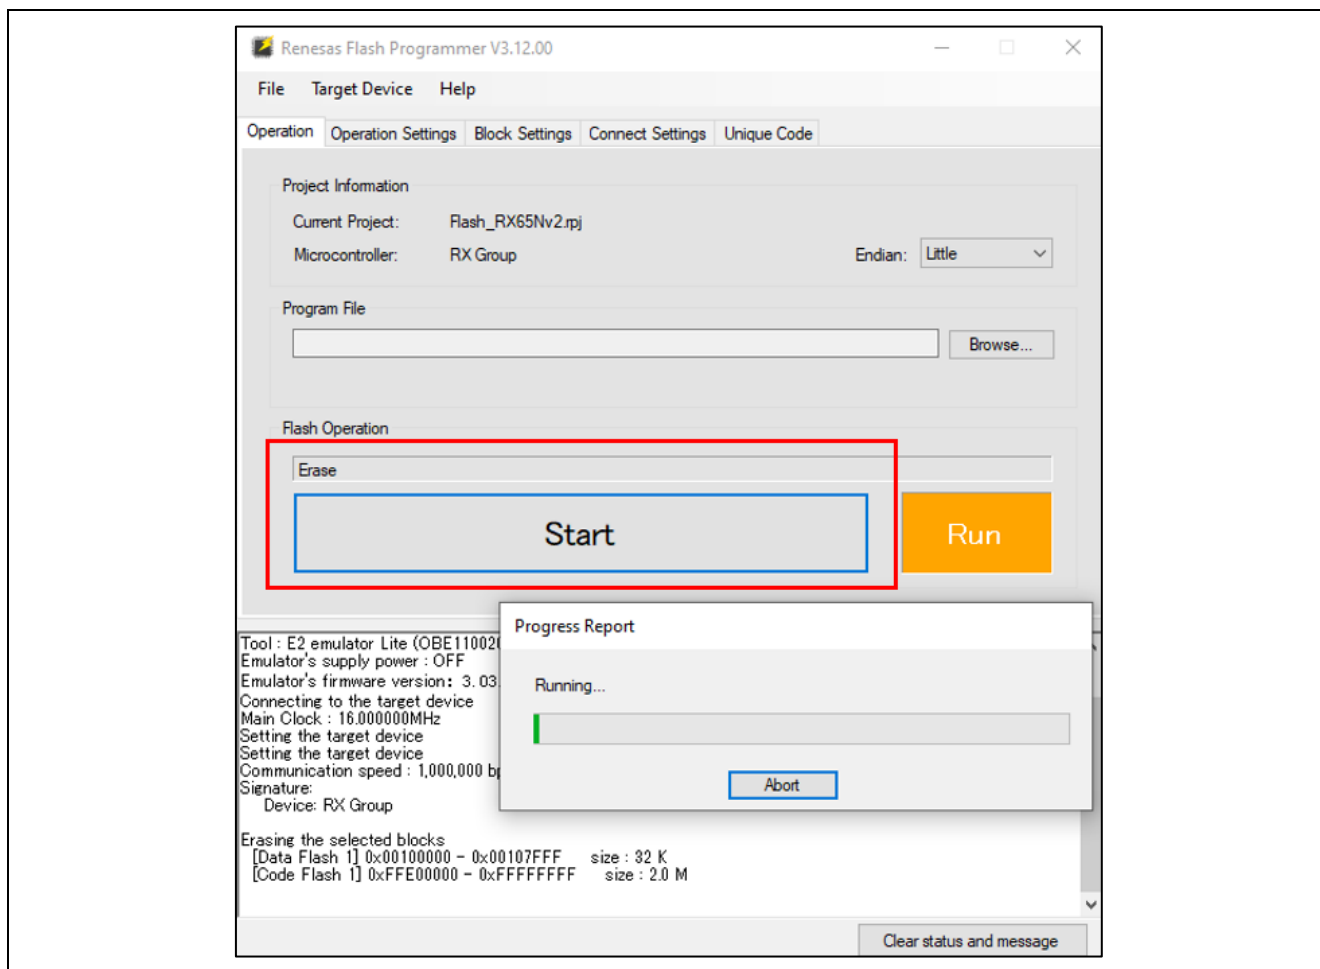 Renesas Flash Programmer V3.12.00
File Target Device Help
Operation Operation Settings Block Settings Connect Settings Unique Code
Project Information
Current Project: Flash_RX65Nv2.rpj
Microcontroller: RX Group Endian: Little
Program File
Browse...
Flash Operation
Erase
Start Run
Progress Report
Running...
Abort
Tool : E2 emulator Lite
Emulator's supply power : OFF
Emulator's firmware version: 3.03.
Connecting to the target device
Main Clock : 16.000000MHz
Setting the target device
Setting the target device
Communication speed : 1,000,000
Signature:
Device: RX Group
Erasing the selected blocks
[Data Flash 1] 0x00100000 - 0x00107FFF size : 32 K
[Code Flash 1] 0xFFE00000 - 0xFFFFFFFF size : 2.0 M
Clear status and message